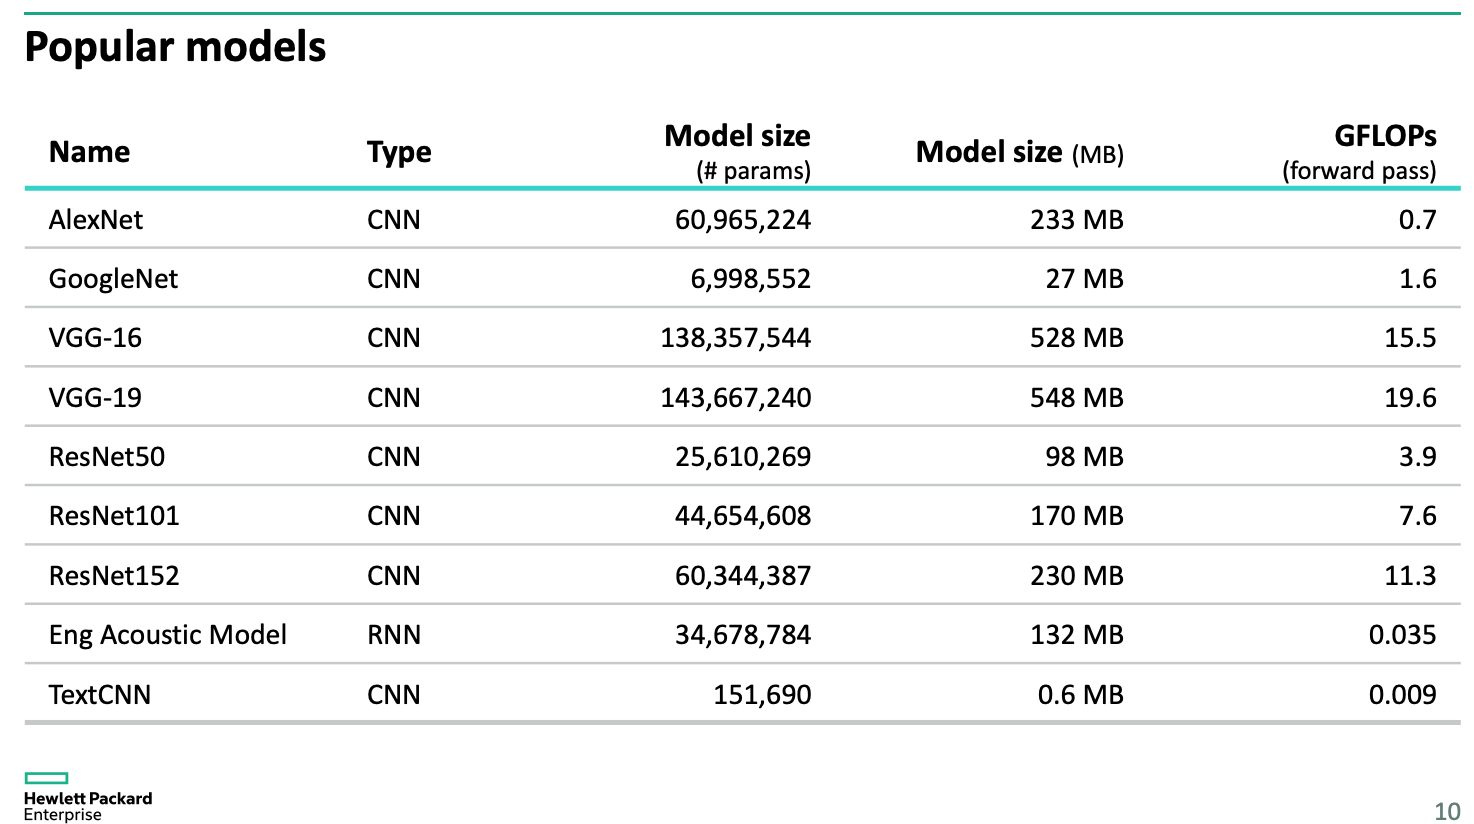 Popular models
Name Type Model size (# params) Model size (MB) GFLOPs (forward pass)
AlexNet CNN 60,965,224 233 MB 0.7
GoogleNet CNN 6,998,552 27 MB 1.6
VGG-16 CNN 138,357,544 528 MB 15.5
VGG-19 CNN 143,667,240 548 MB 19.6
ResNet50 CNN 25,610,269 98 MB 3.9
ResNet101 CNN 44,654,608 170 MB 7.6
ResNet152 CNN 60,344,387 230 MB 11.3
Eng Acoustic Model RNN 34,678,784 132 MB 0.035
TextCNN CNN 151,690 0.6 MB 0.009
Hewlett Packard
Enterprise
10